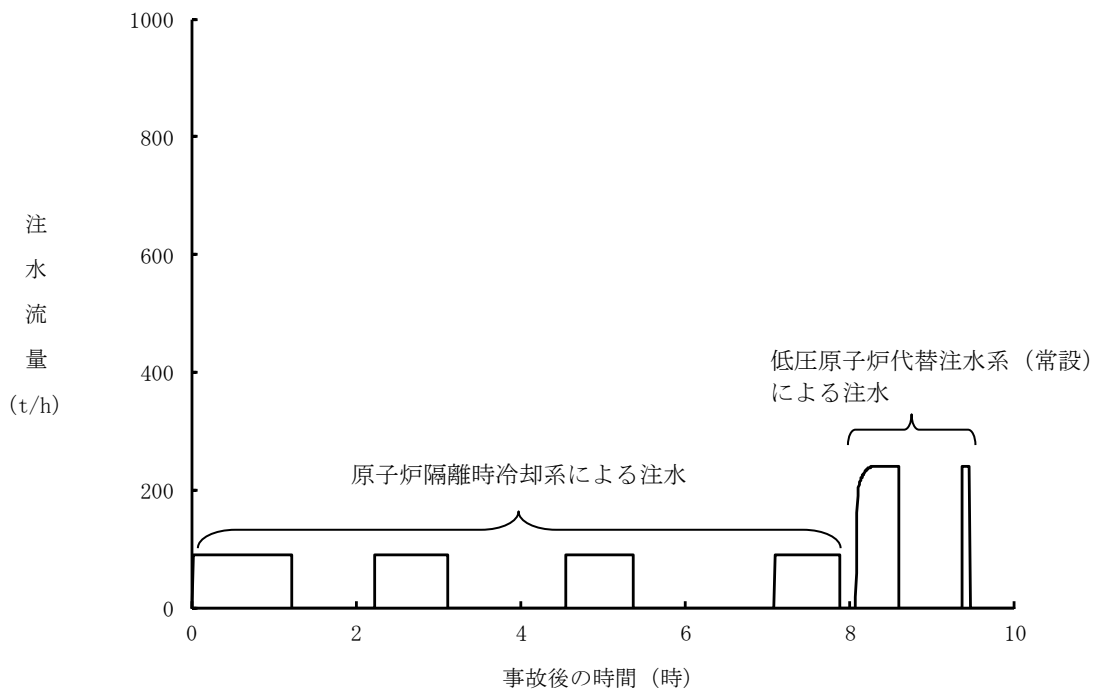 1000
800
600
400
200
0
注
水
流
量
(t/h)
低圧原子炉代替注水系（常設）
による注水
原子炉隔離時冷却系による注水
0 2 4 6 8 10
事故後の時間（時）